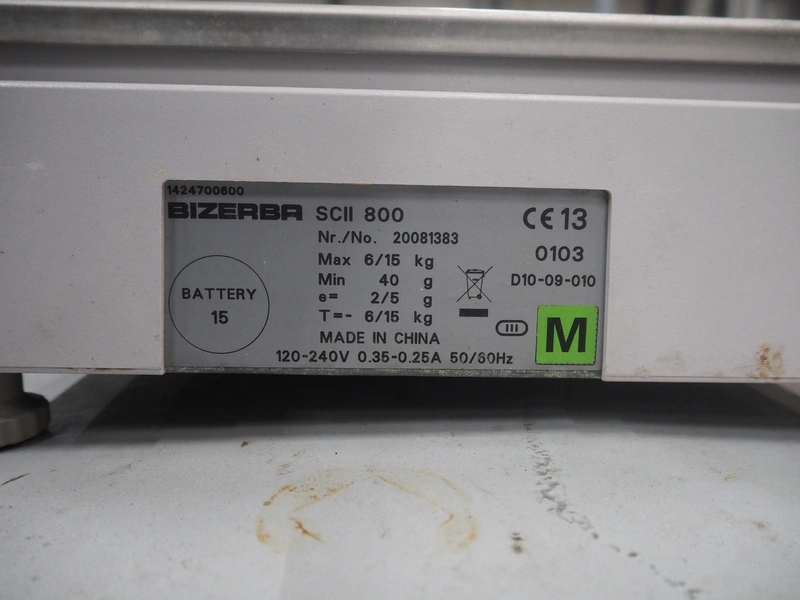 1424700600
BIZERBA SCII 800
Nr./No. 20081383
Max 6/15 kg
Min 40 g
e= 2/5 g
T=- 6/15 kg
MADE IN CHINA
120~240V 0.35-0.25A 50/60Hz
BATTERY
15
CE 13
0103
D10-09-010
III
M